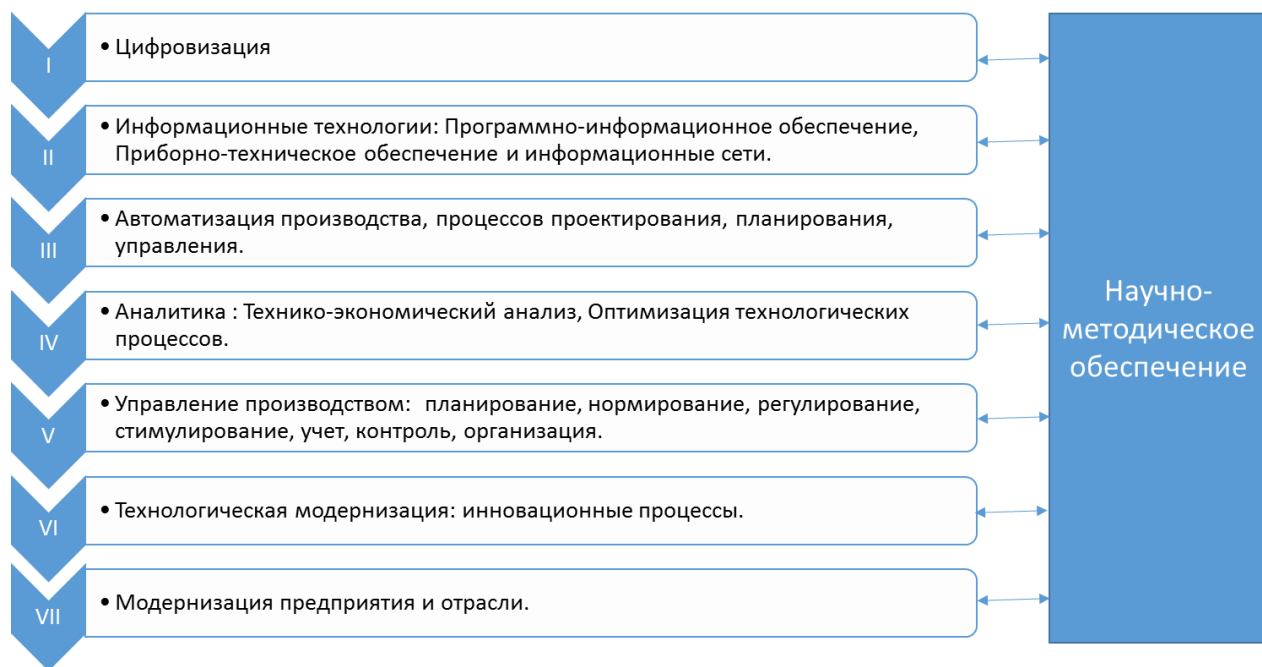 I
• Цифровизация
II
• Информационные технологии: Программно-информационное обеспечение,
Приборно-техническое обеспечение и информационные сети.
III
• Автоматизация производства, процессов проектирования, планирования,
управления.
IV
• Аналитика : Технико-экономический анализ, Оптимизация технологических
процессов.
V
• Управление производством:  планирование, нормирование, регулирование,
стимулирование, учет, контроль, организация.
VI
• Технологическая модернизация: инновационные процессы.
VII
• Модернизация предприятия и отрасли.
Научно-
методическое
обеспечение